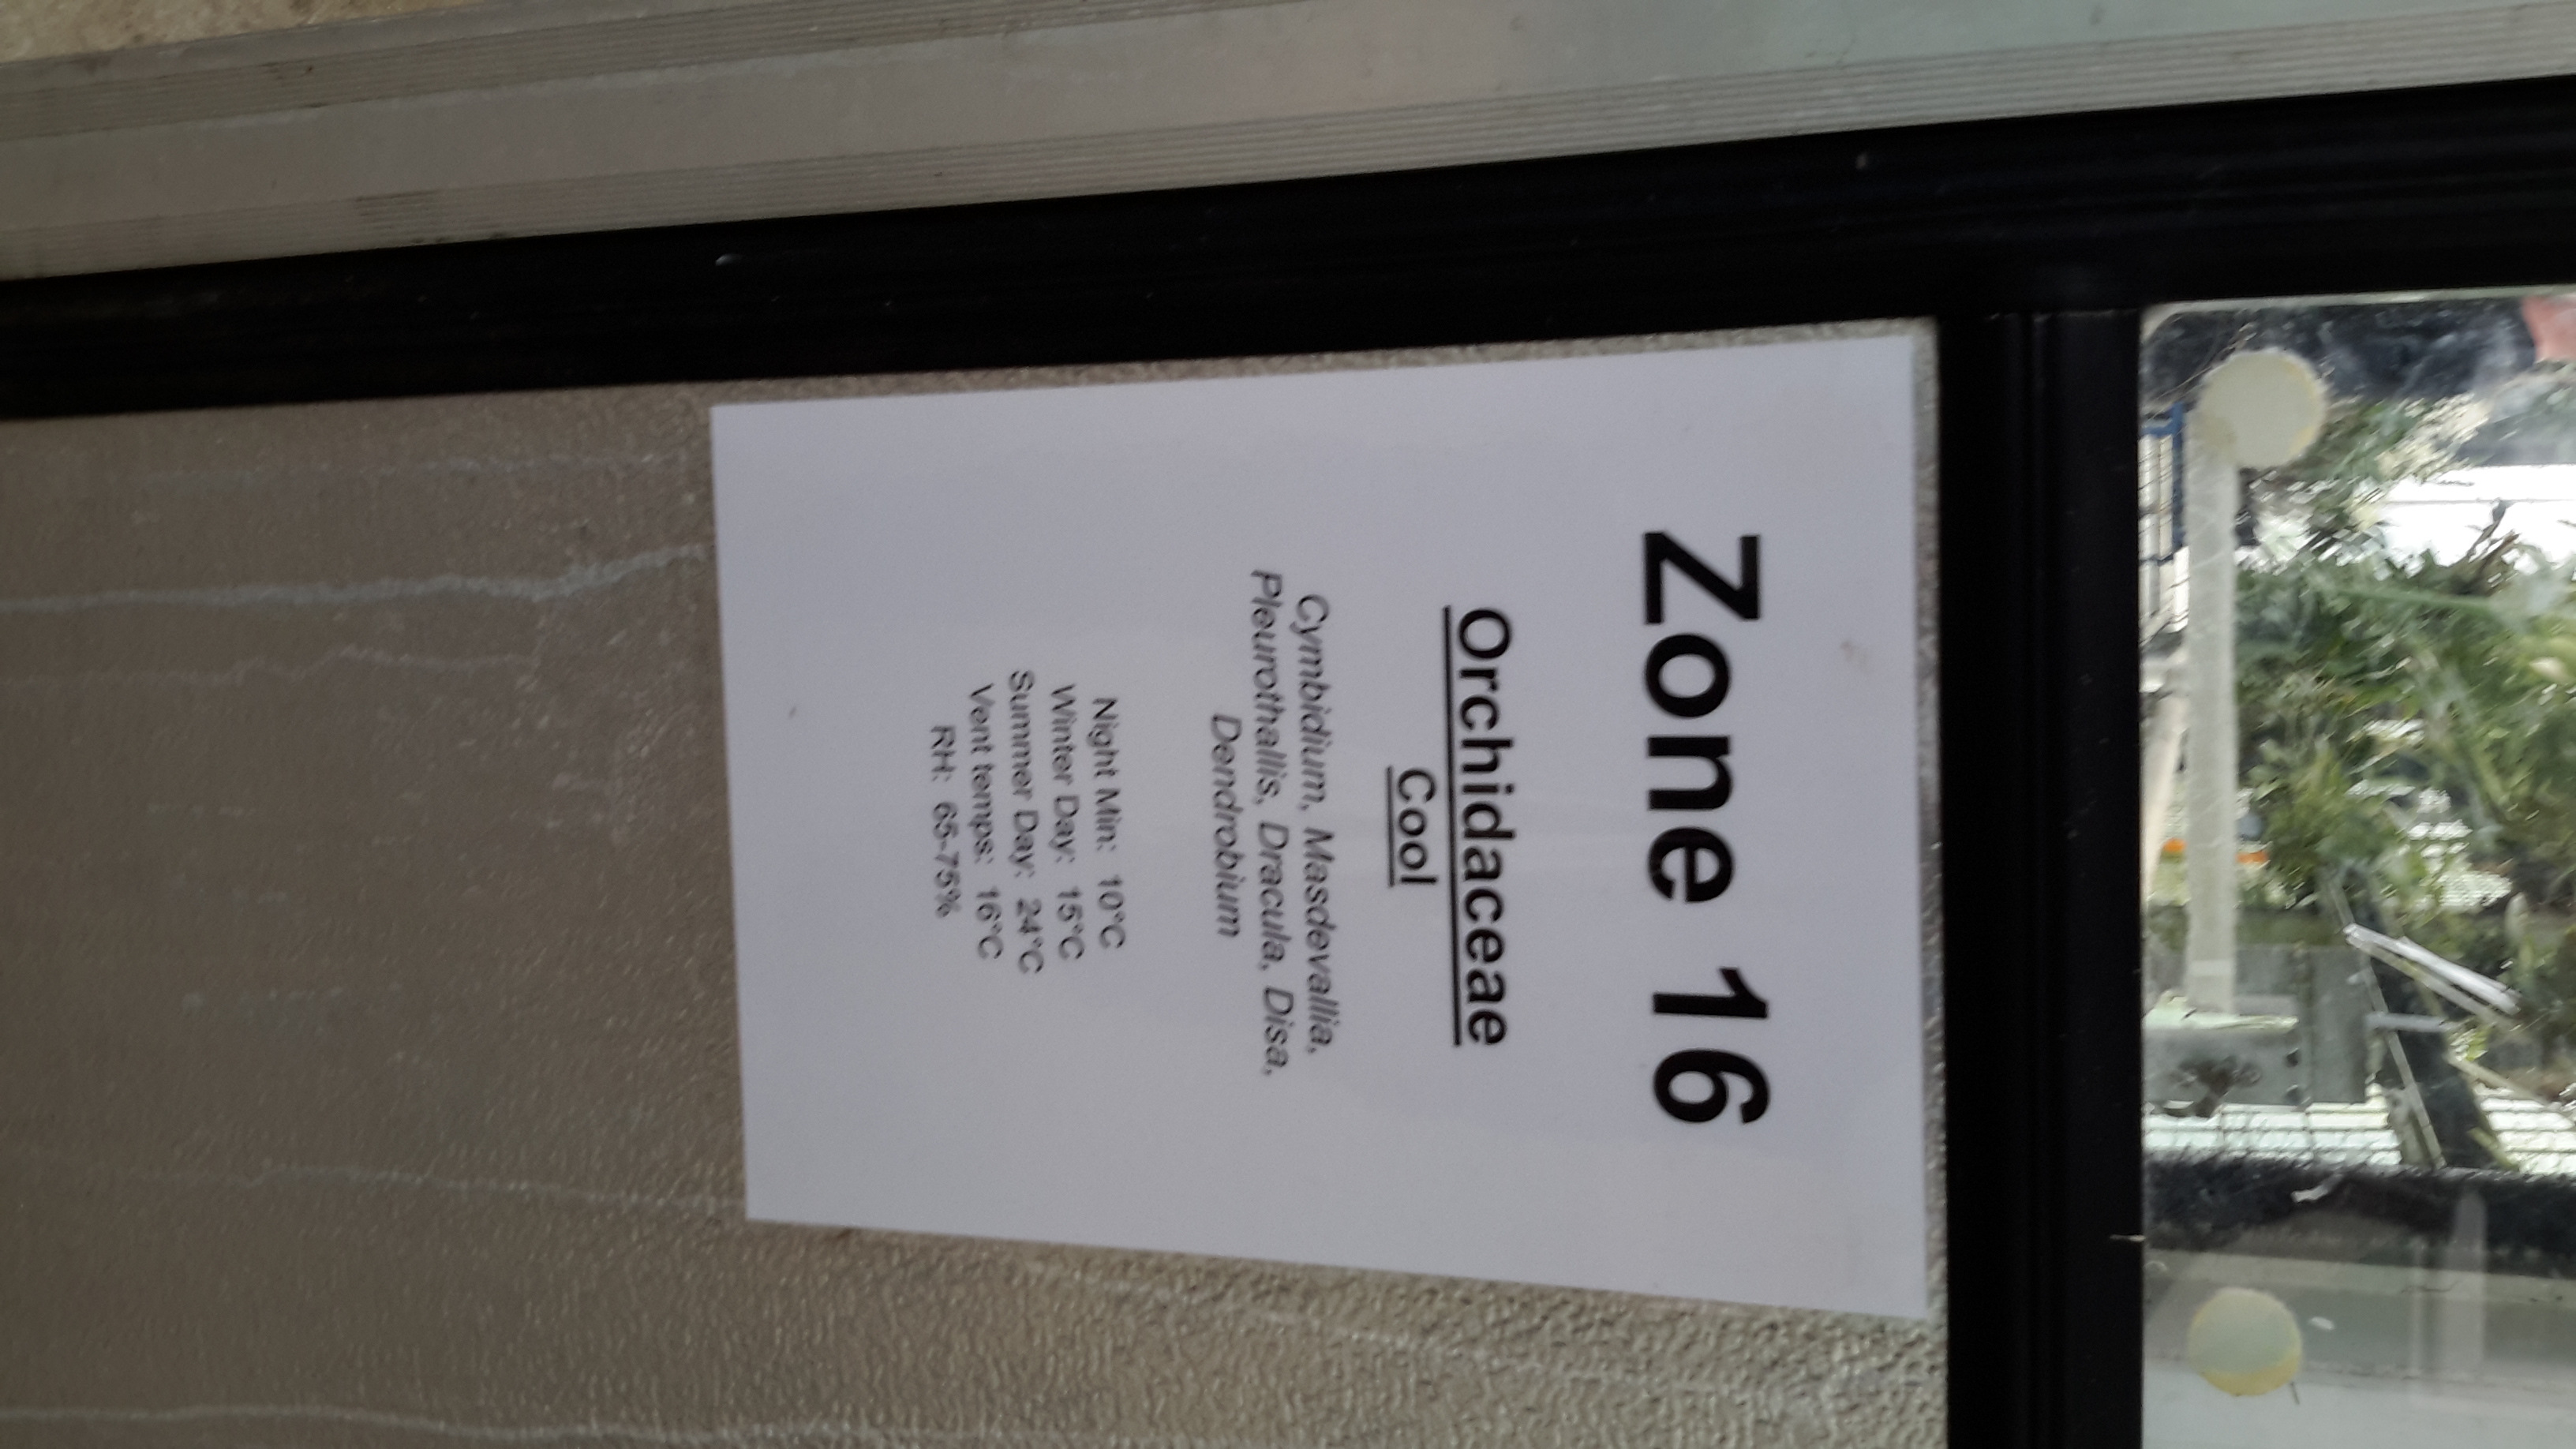 Zone 16
Orchidaceae
Cool
Cymbidium, Masdevallia,
Pleurothallis, Dracula, Disa,
Dendrobium
Night Min: 10°C
Winter Day: 15°C
Summer Day: 24°C
Vent temps: 16°C
RH: 65-75%